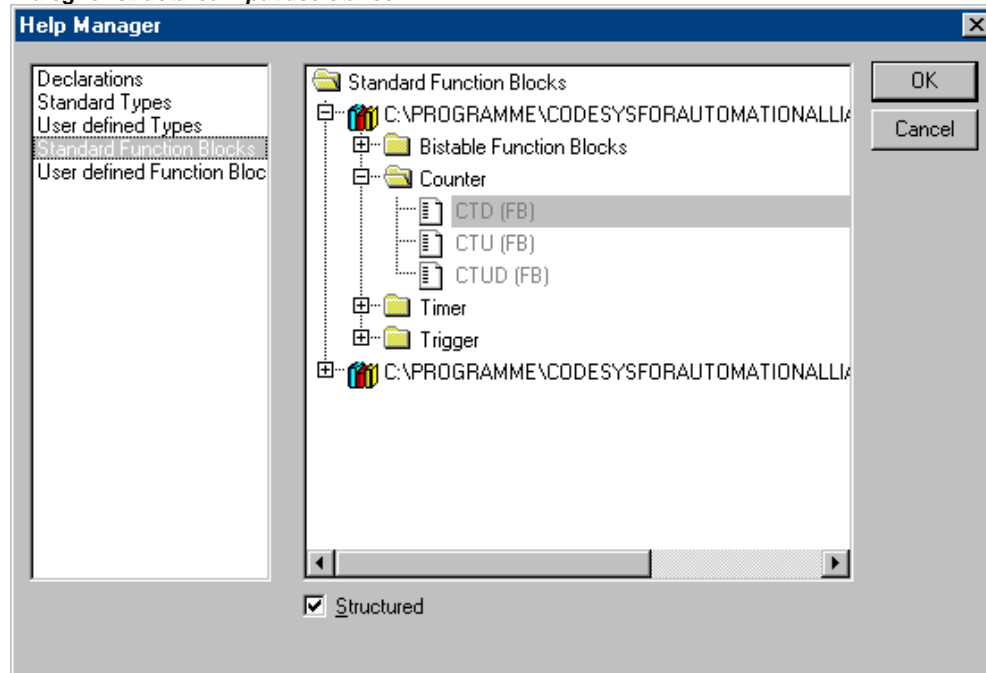 Help Manager
Declarations
Standard Types
User defined Types
Standard Function Blocks
User defined Function Bloc
Standard Function Blocks
C:\PROGRAMME\CODESYSFORAUTOMATIONALLIA
Bistable Function Blocks
Counter
CTD (FB)
CTU (FB)
CTUD (FB)
Timer
Trigger
C:\PROGRAMME\CODESYSFORAUTOMATIONALLIA
OK
Cancel
Structured